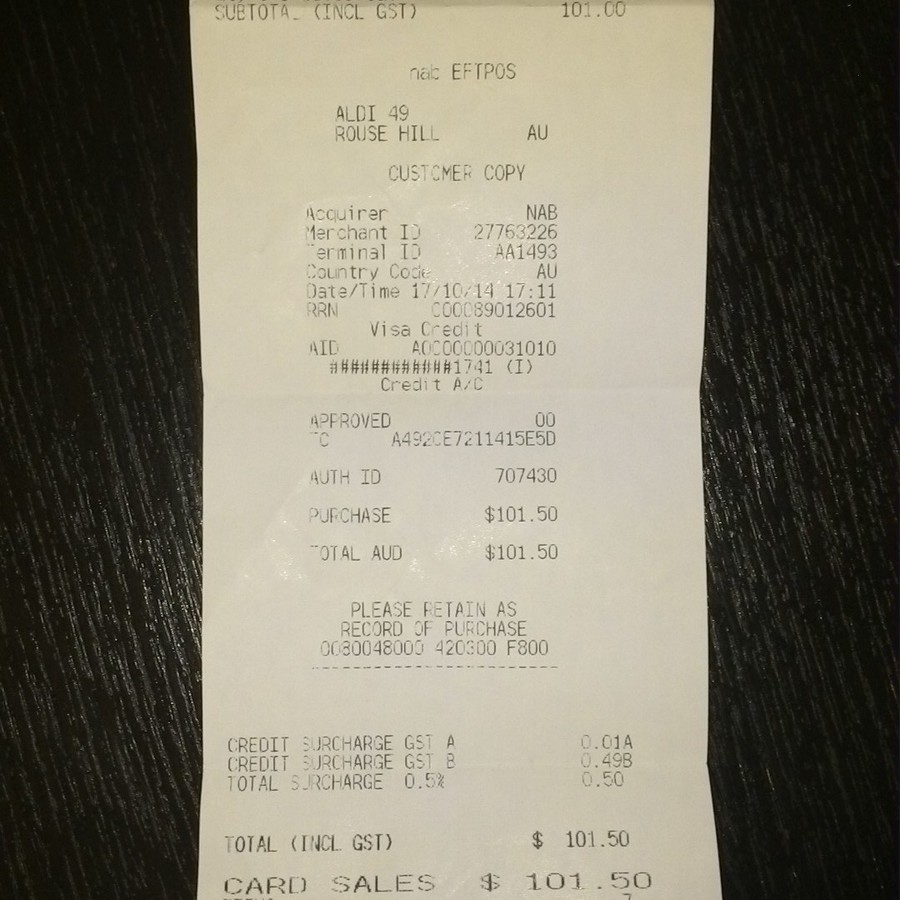 SUBTOTAL (INCL GST) 101.00
nab EFTPOS
ALDI 49
ROUSE HILL AU
CUSTOMER COPY
Acquirer NAB
Merchant ID 27763226
Terminal ID AA1493
Country Code AU
Date/Time 17/10/14 17:11
RRN 000089012601
Visa Credit
AID A0000000031010
############1741 (I)
Credit A/C
APPROVED 00
TC A492CE7211415E5D
AUTH ID 707430
PURCHASE $101.50
TOTAL AUD $101.50
PLEASE RETAIN AS
RECORD OF PURCHASE
0080048000 420300 F800
CREDIT SURCHARGE GST A 0.01A
CREDIT SURCHARGE GST B 0.49B
TOTAL SURCHARGE 0.5% 0.50
TOTAL (INCL GST) $ 101.50
CARD SALES $ 101.50